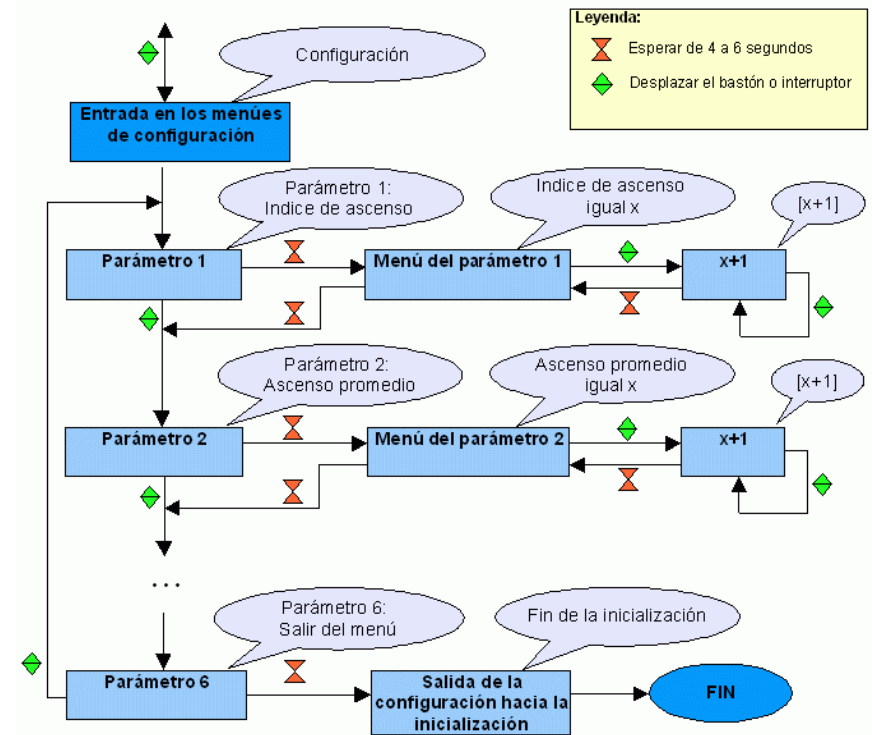 Leyenda:
Esperar de 4 a 6 segundos
Desplazar el bastón o interruptor
Configuración
Entrada en los menúes
de configuración
Parámetro 1:
Indice de ascenso
Indice de ascenso
igual x
[x+1]
Parámetro 1
Menú del parámetro 1
x+1
Parámetro 2:
Ascenso promedio
Ascenso promedio
igual x
[x+1]
Parámetro 2
Menú del parámetro 2
x+1
...
Parámetro 6:
Salir del menú
Fin de la inicialización
Parámetro 6
Salida de la
configuración hacia la
inicialización
FIN